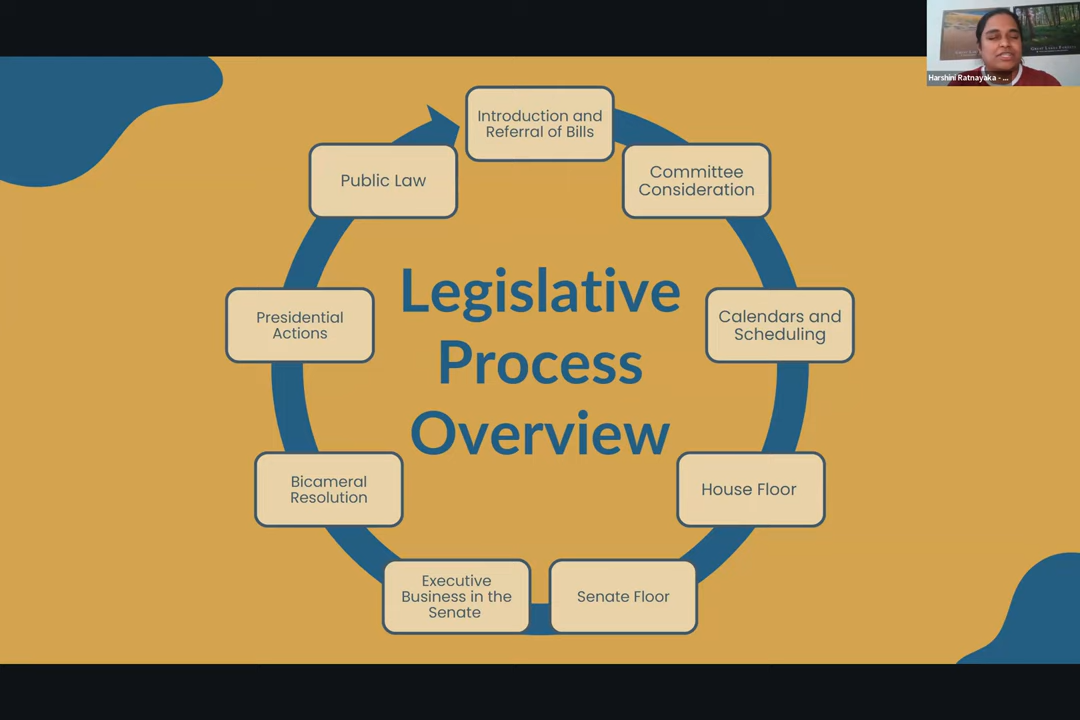 Legislative
Process
Overview
Introduction and
Referral of Bills
Committee
Consideration
Calendars and
Scheduling
House Floor
Senate Floor
Executive
Business in the
Senate
Bicameral
Resolution
Presidential
Actions
Public Law
Harshini Ratnayaka - ...